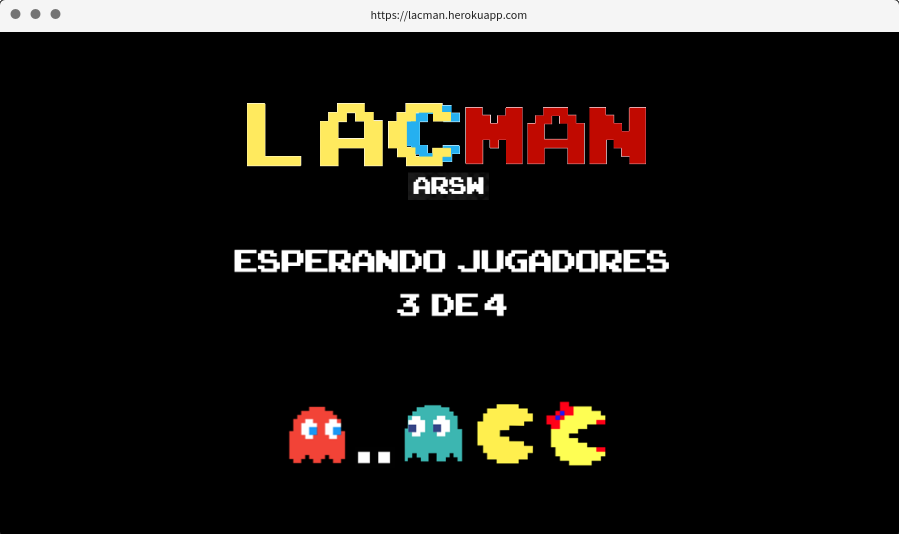 https://lacman.herokuapp.com
LACMAN
ARSW
ESPERANDO JUGADORES
3 DE 4